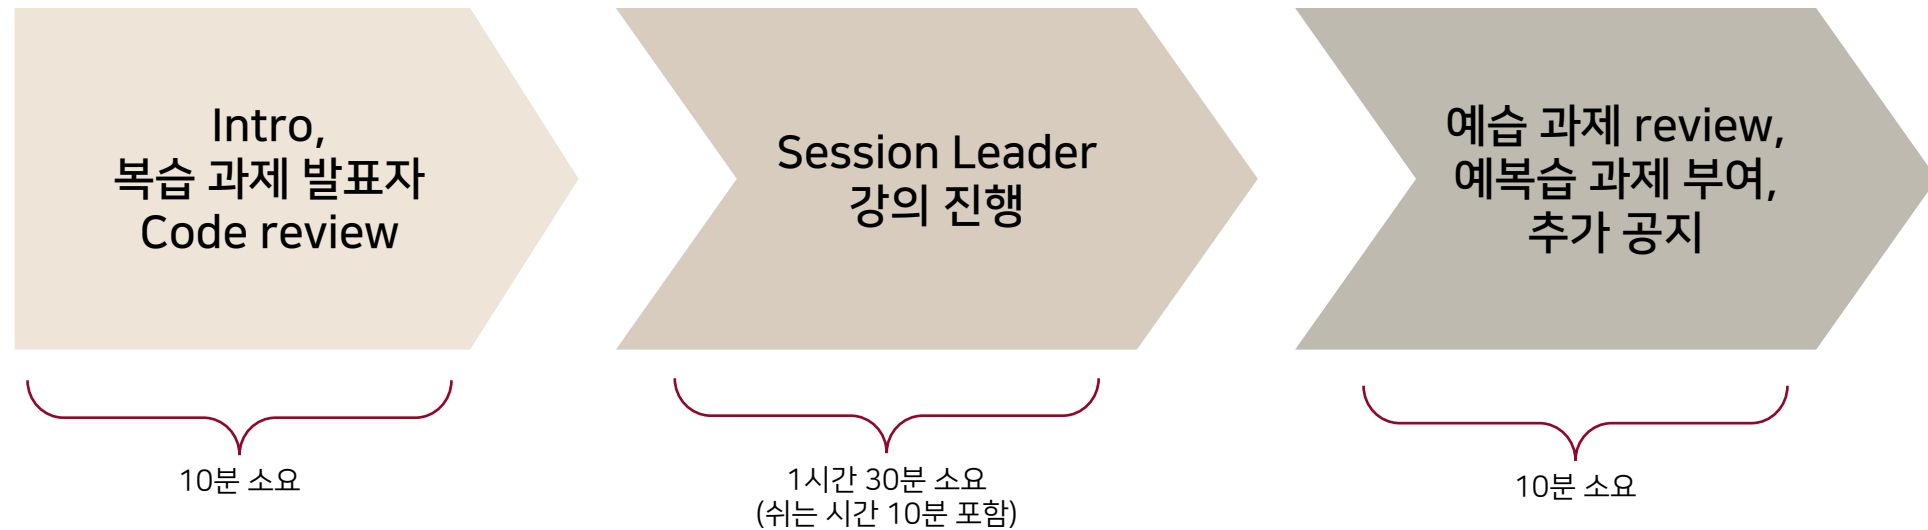 Intro,
복습 과제 발표자
Code review
Session Leader
강의 진행
예습 과제 review,
예복습 과제 부여,
추가 공지
10분 소요
1시간 30분 소요
(쉬는 시간 10분 포함)
10분 소요